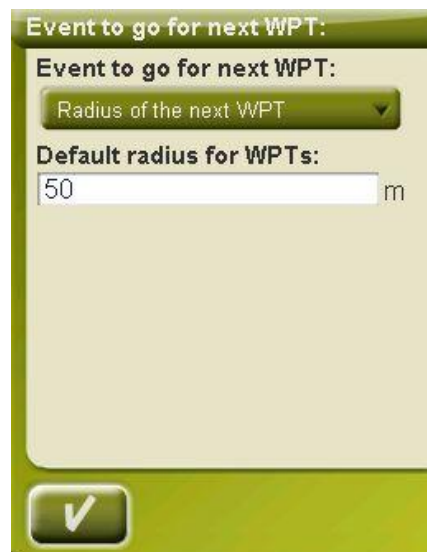 Event to go for next WPT:
Event to go for next WPT:
Radius of the next WPT
Default radius for WPTs:
50 m